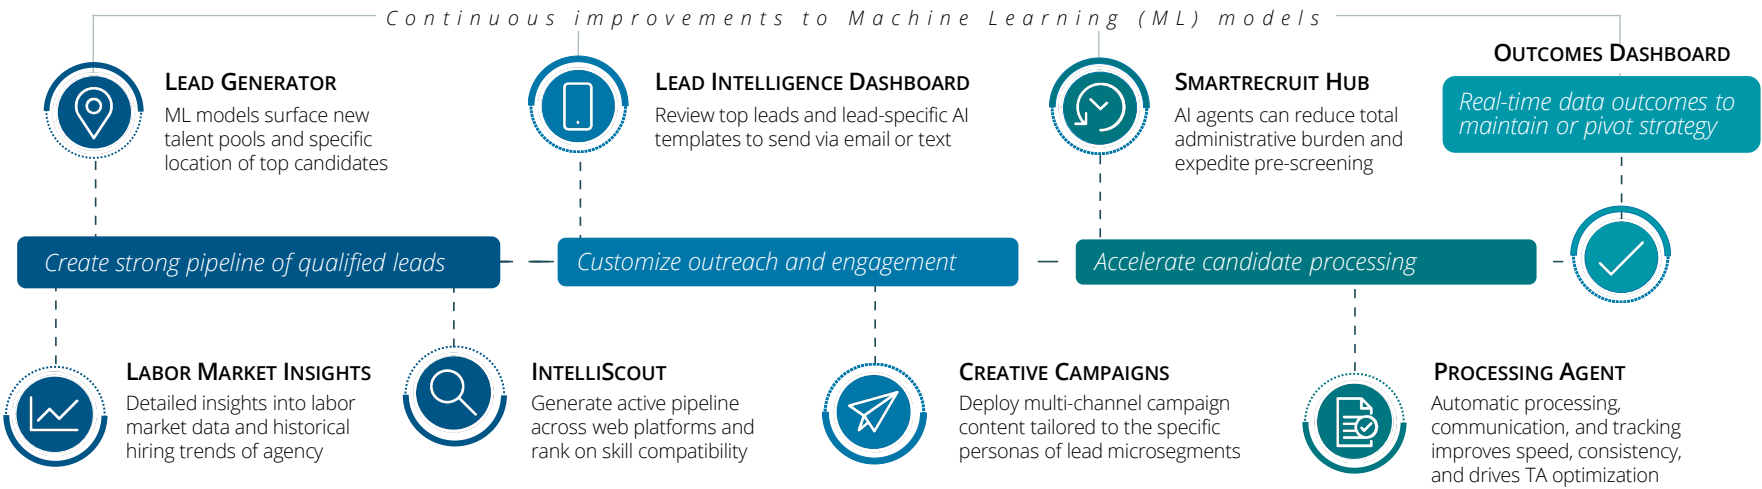 Continuous improvements to Machine Learning (ML) models
LEAD GENERATOR
ML models surface new
talent pools and specific
location of top candidates
LEAD INTELLIGENCE DASHBOARD
Review top leads and lead-specific AI
templates to send via email or text
SMARTRECRUIT HUB
AI agents can reduce total
administrative burden and
expedite pre-screening
OUTCOMES DASHBOARD
Real-time data outcomes to
maintain or pivot strategy
Create strong pipeline of qualified leads
Customize outreach and engagement
Accelerate candidate processing
LABOR MARKET INSIGHTS
Detailed insights into labor
market data and historical
hiring trends of agency
INTELLISCOUT
Generate active pipeline
across web platforms and
rank on skill compatibility
CREATIVE CAMPAIGNS
Deploy multi-channel campaign
content tailored to the specific
personas of lead microsegments
PROCESSING AGENT
Automatic processing,
communication, and tracking
improves speed, consistency,
and drives TA optimization